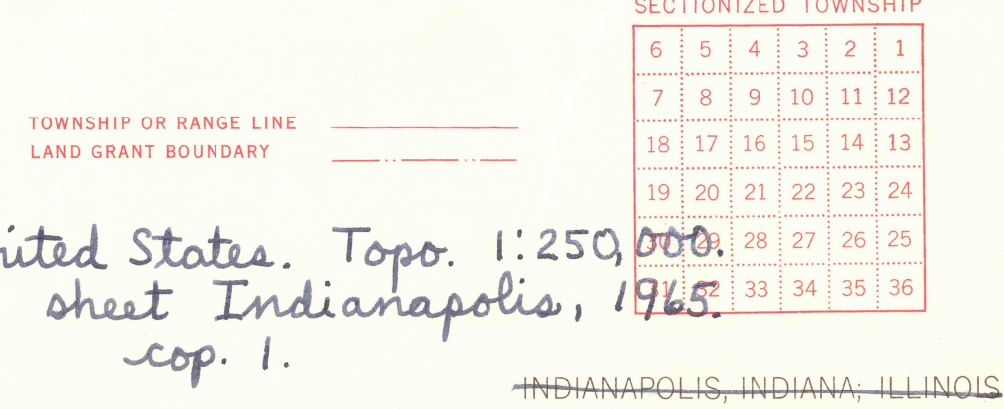 SECTIONIZED TOWNSHIP
6 5 4 3 2 1
7 8 9 10 11 12
TOWNSHIP OR RANGE LINE
LAND GRANT BOUNDARY
18 17 16 15 14 13
19 20 21 22 23 24
30 29 28 27 26 25
31 32 33 34 35 36
nited States. Topo. 1:250,000.
sheet Indianapolis, 1965.
cop. 1.
INDIANAPOLIS, INDIANA; ILLINOIS